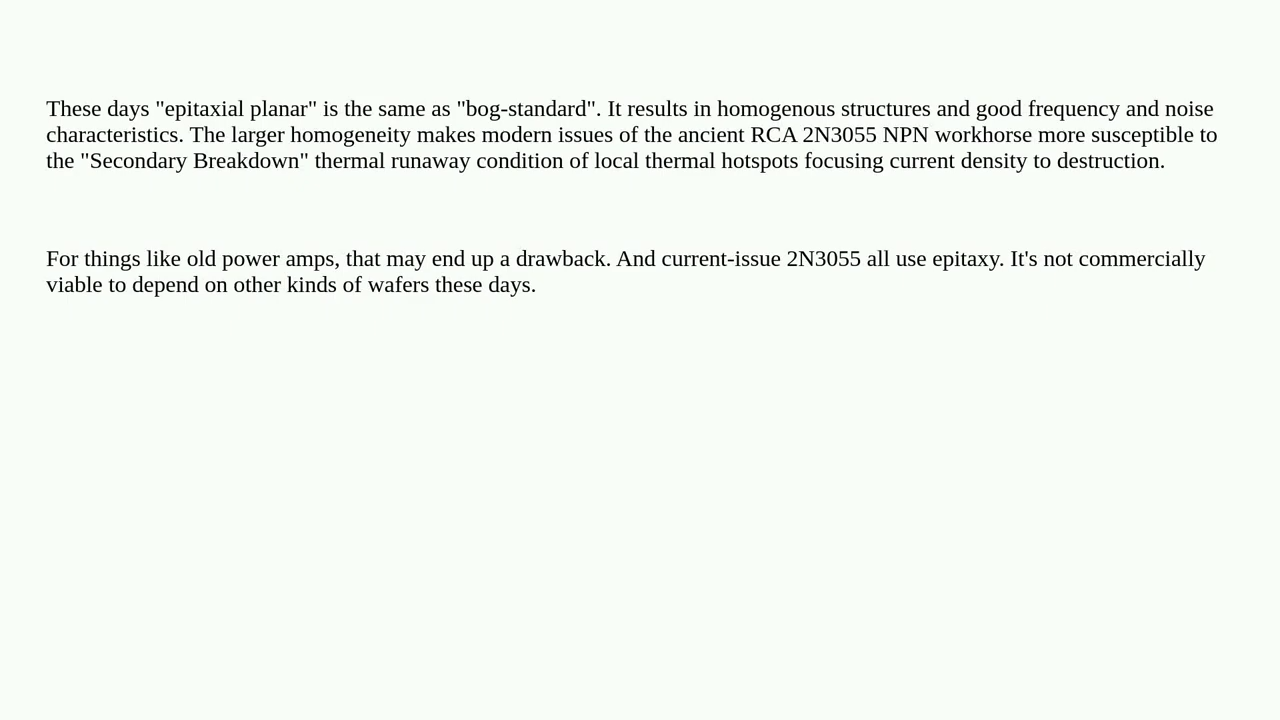 These days "epitaxial planar" is the same as "bog-standard". It results in homogenous structures and good frequency and noise
characteristics. The larger homogeneity makes modern issues of the ancient RCA 2N3055 NPN workhorse more susceptible to
the "Secondary Breakdown" thermal runaway condition of local thermal hotspots focusing current density to destruction.
For things like old power amps, that may end up a drawback. And current-issue 2N3055 all use epitaxy. It's not commercially
viable to depend on other kinds of wafers these days.